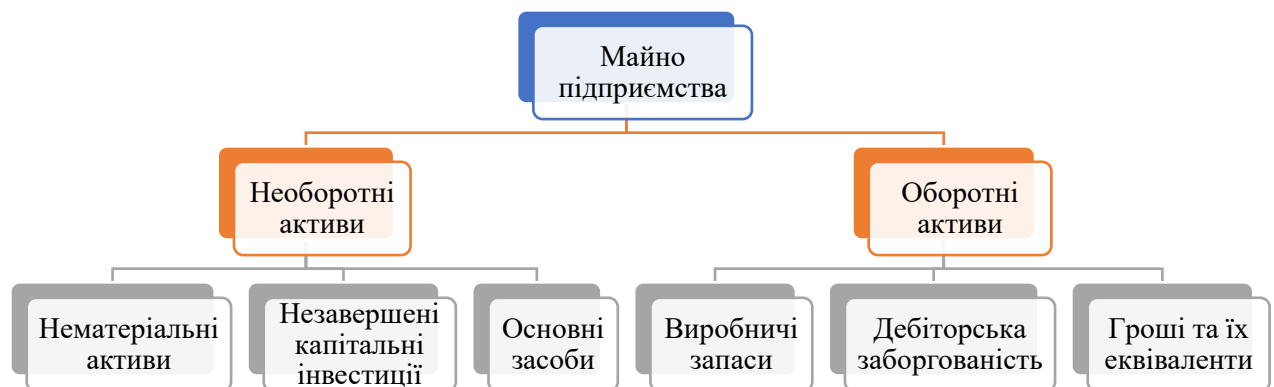 Майно
підприємства
Необоротні
активи
Оборотні
активи
Нематеріальні
активи
Незавершені
капітальні
інвестиції
Основні
засоби
Виробничі
запаси
Дебіторська
заборгованість
Гроші та їх
еквіваленти